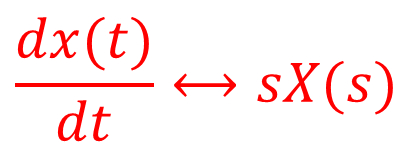 dx(t)/dt ↔ sX(s)